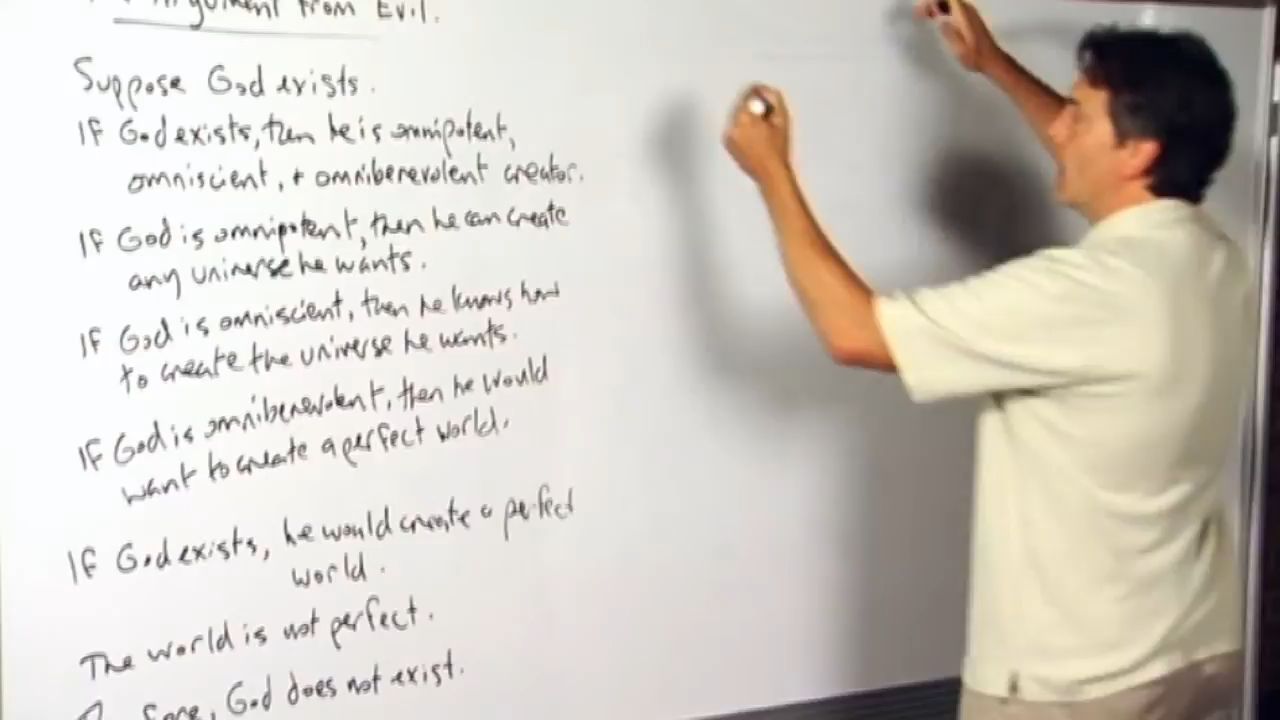 Argument from Evil.
Suppose God exists.
If God exists, then he is omnipotent,
omniscient, + omnibenevolent creator.
If God is omnipotent, then he can create
any universe he wants.
If God is omniscient, then he knows how
to create the universe he wants.
If God is omnibenevolent, then he would
want to create a perfect world.
If God exists, he would create a perfect
world.
The world is not perfect.
God does not exist.